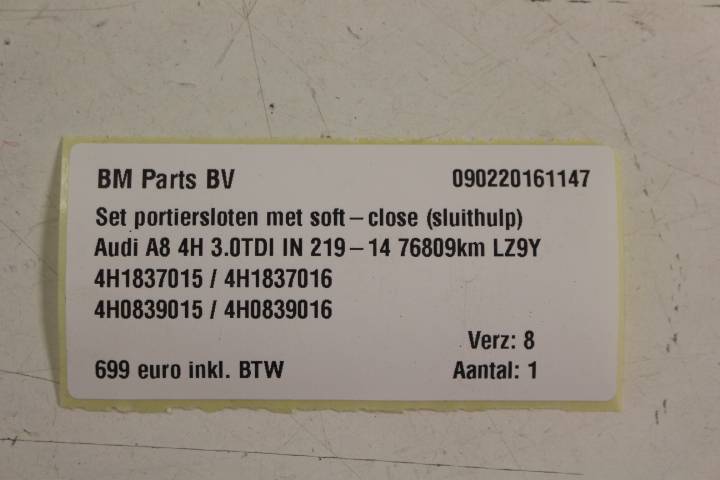 BM Parts BV 090220161147
Set portiersloten met soft-close (sluithulp)
Audi A8 4H 3.0TDI IN 219-14 76809km LZ9Y
4H1837015 / 4H1837016
4H0839015 / 4H0839016
Verz: 8
699 euro inkl. BTW Aantal: 1